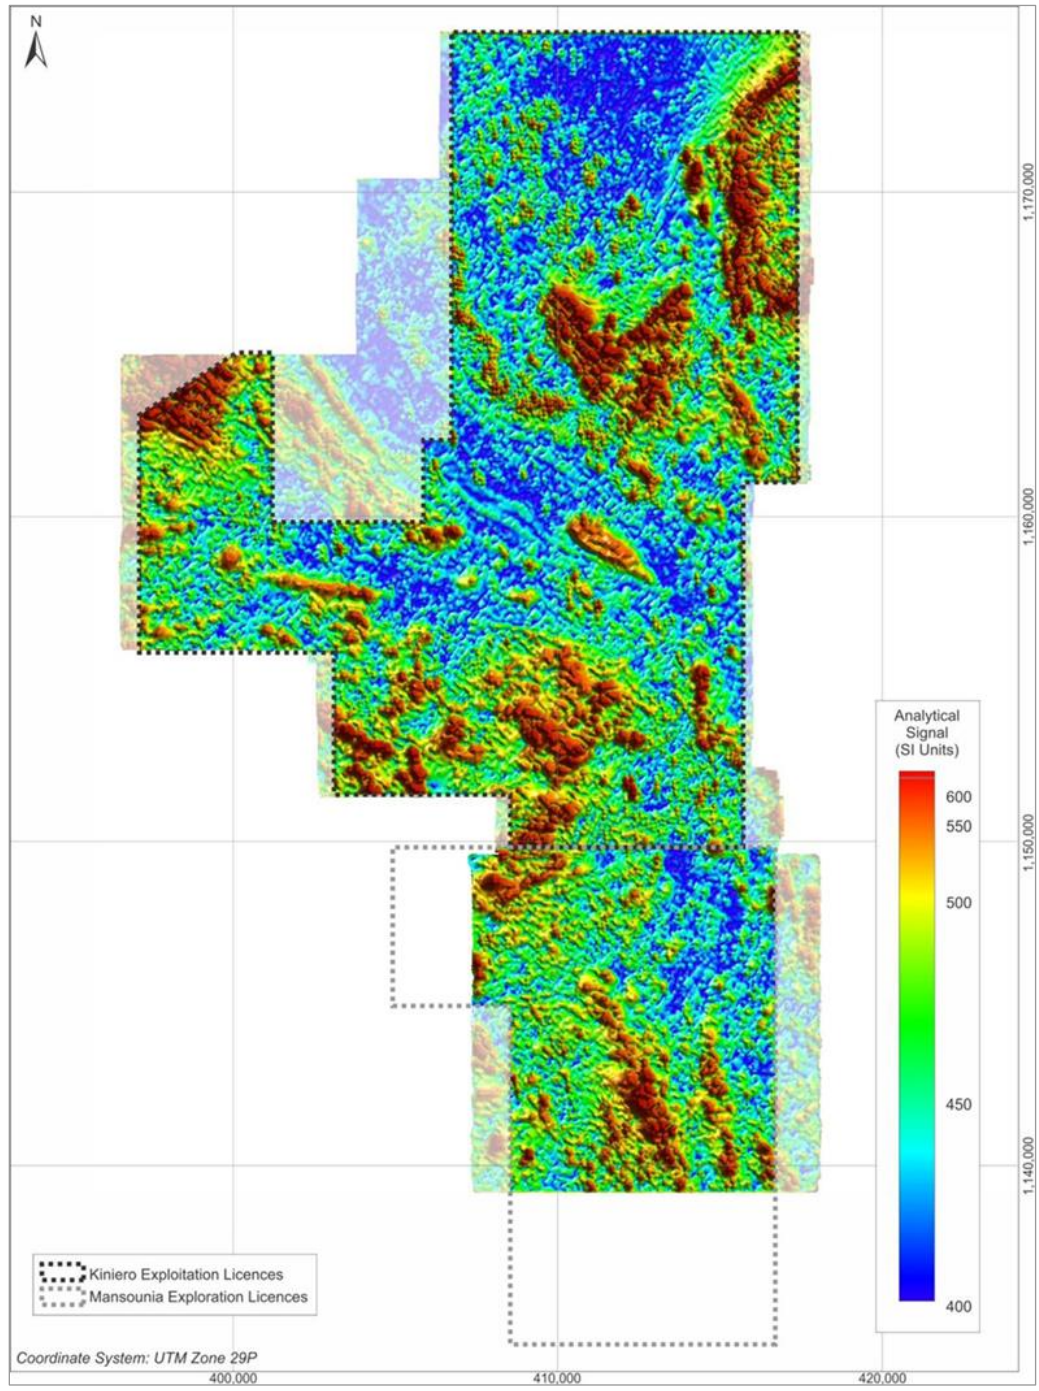 N
1,170,000
1,160,000
Analytical
Signal
(SI Units)
600
550
1,150,000
500
450
1,140,000
Kiniero Exploitation Licences
Mansounia Exploration Licences
400
Coordinate System: UTM Zone 29P
400,000
410,000
420,000